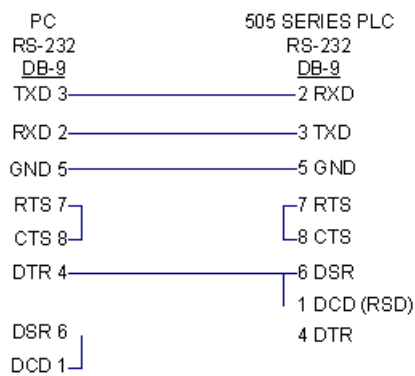 PC 505 SERIES PLC
RS-232 RS-232
DB-9 DB-9
TXD 3 2 RXD
RXD 2 3 TXD
GND 5 5 GND
RTS 7 7 RTS
CTS 8 8 CTS
DTR 4 6 DSR
1 DCD (RSD)
DSR 6 4 DTR
DCD 1